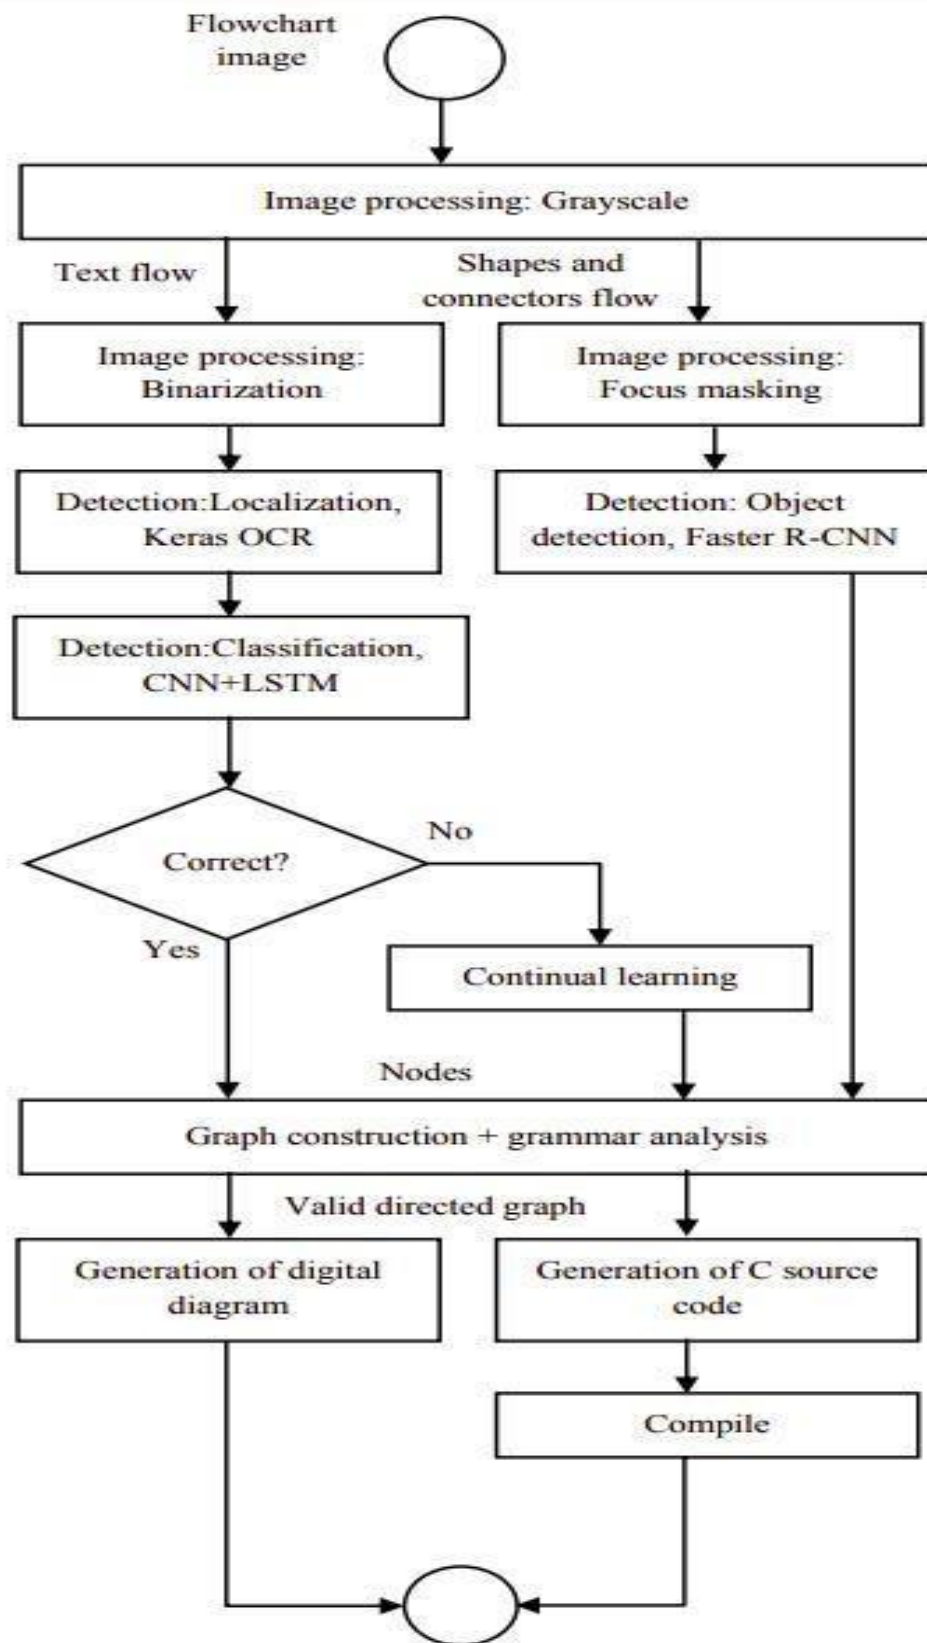 Flowchart
image
Image processing: Grayscale
Text flow
Shapes and
connectors flow
Image processing:
Binarization
Image processing:
Focus masking
Detection:Localization,
Keras OCR
Detection: Object
detection, Faster R-CNN
Detection:Classification,
CNN+LSTM
Correct?
No
Yes
Continual learning
Nodes
Graph construction + grammar analysis
Valid directed graph
Generation of digital
diagram
Generation of C source
code
Compile